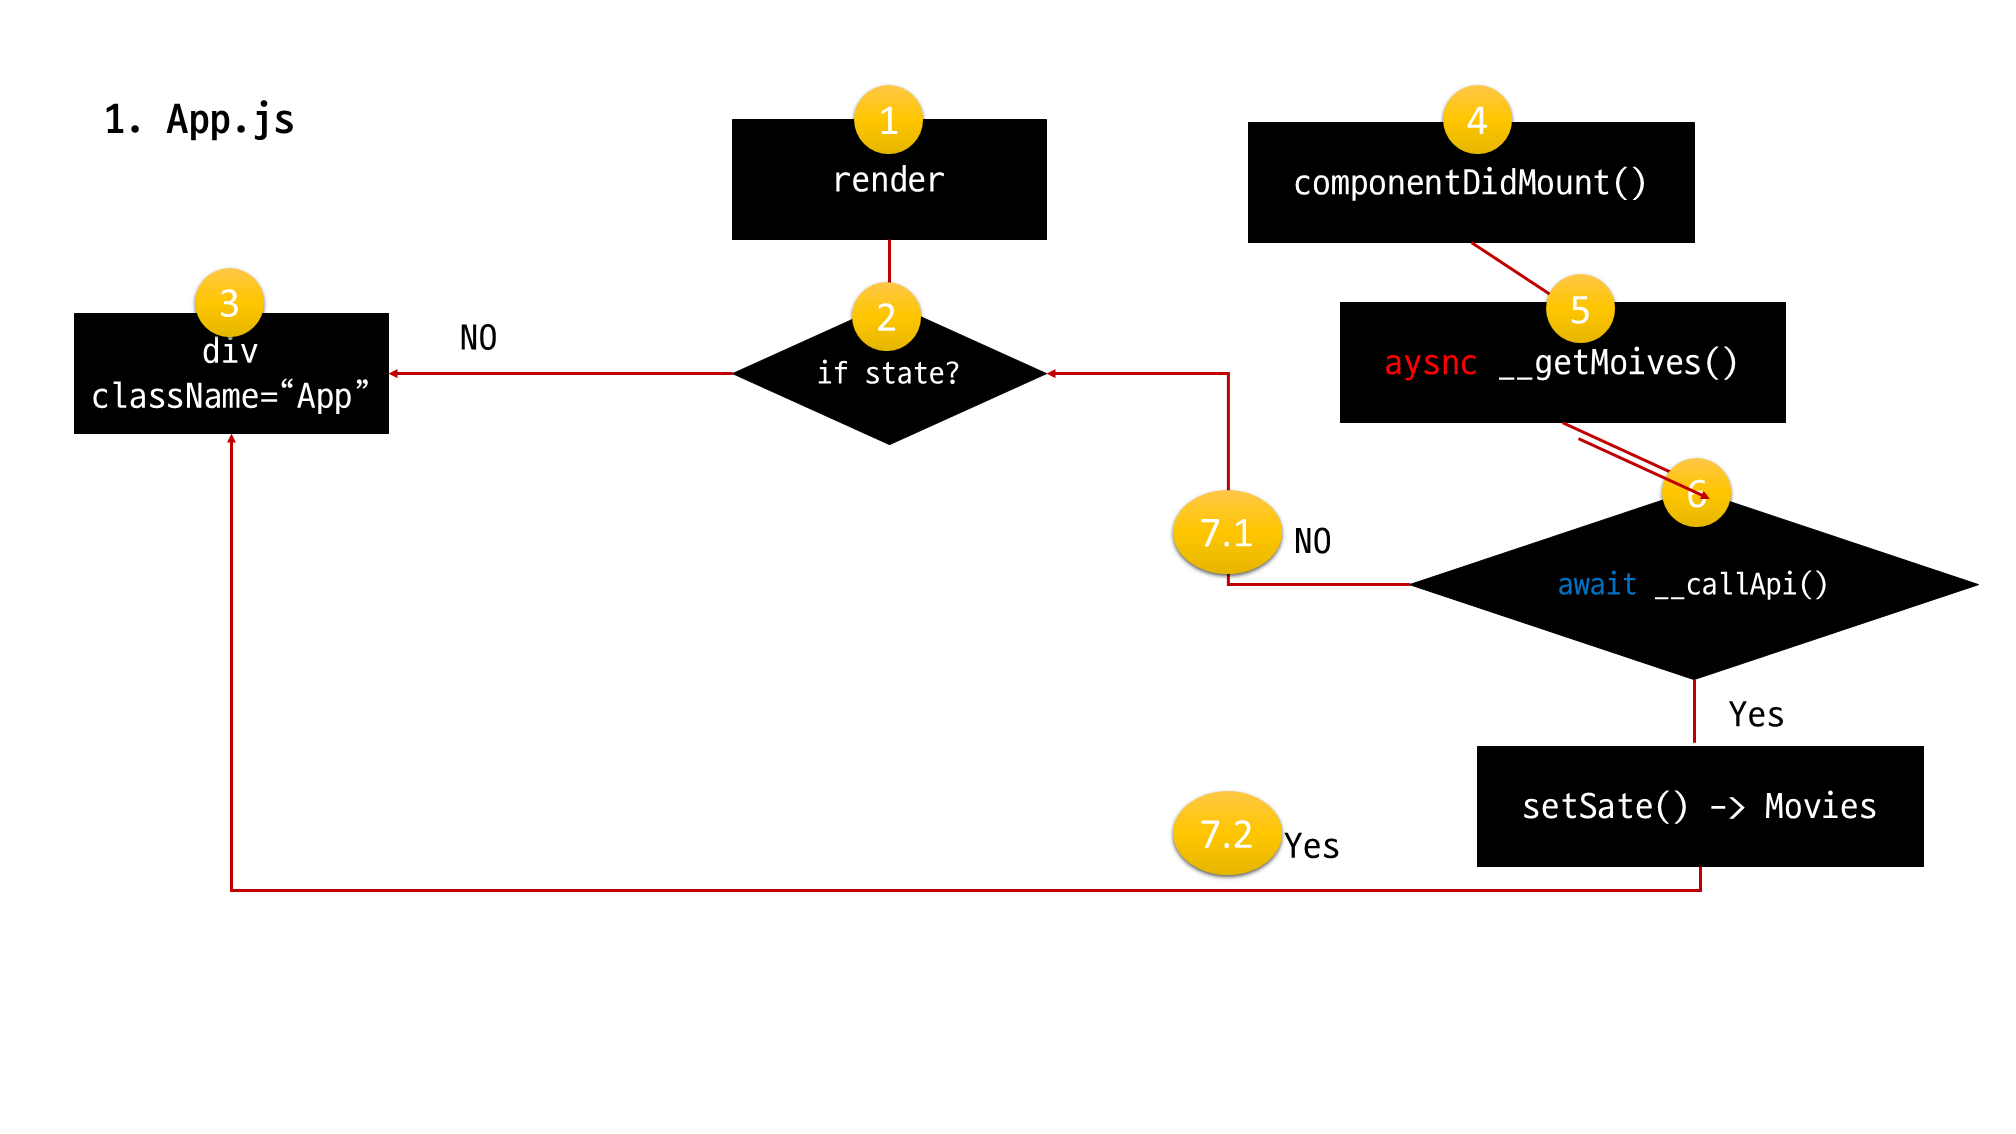 1. App.js
1
render
4
componentDidMount()
3
div
className=“App”
NO
2
if state?
5
aysnc __getMoives()
6
await __callApi()
7.1
NO
Yes
setSate() –> Movies
7.2
Yes